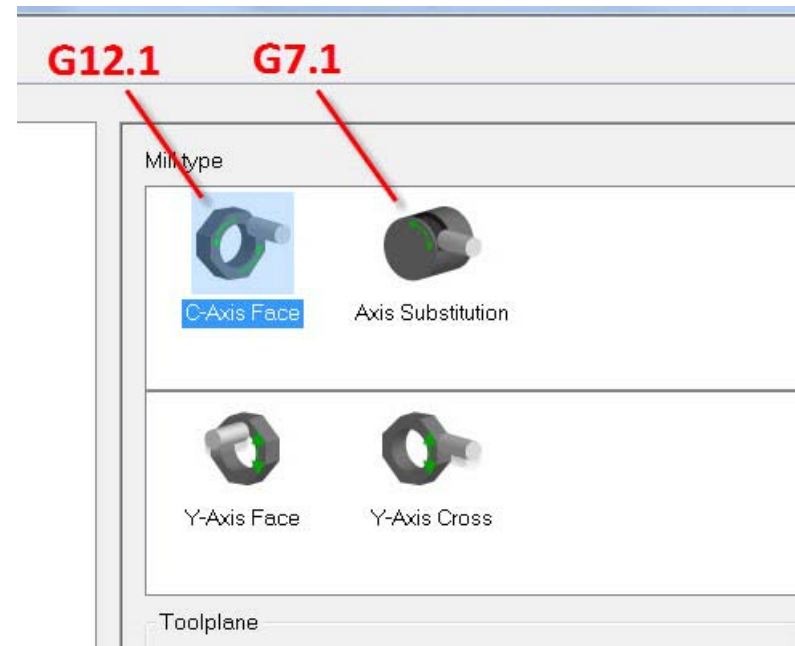 G12.1 G7.1
Mill type
C-Axis Face Axis Substitution
Y-Axis Face Y-Axis Cross
Toolplane